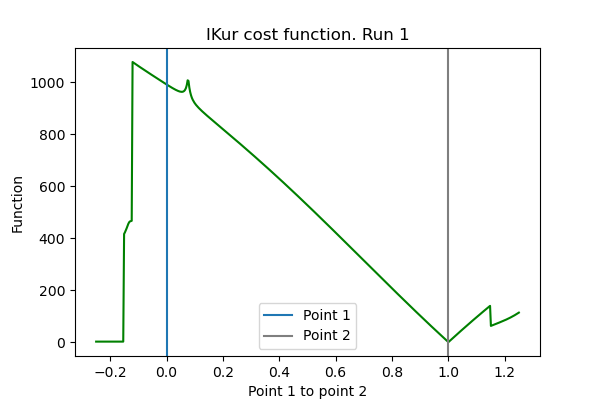 IKur cost function. Run 1
Function
1000
800
600
400
200
0
Point 1
Point 2
−0.2 0.0 0.2 0.4 0.6 0.8 1.0 1.2
Point 1 to point 2